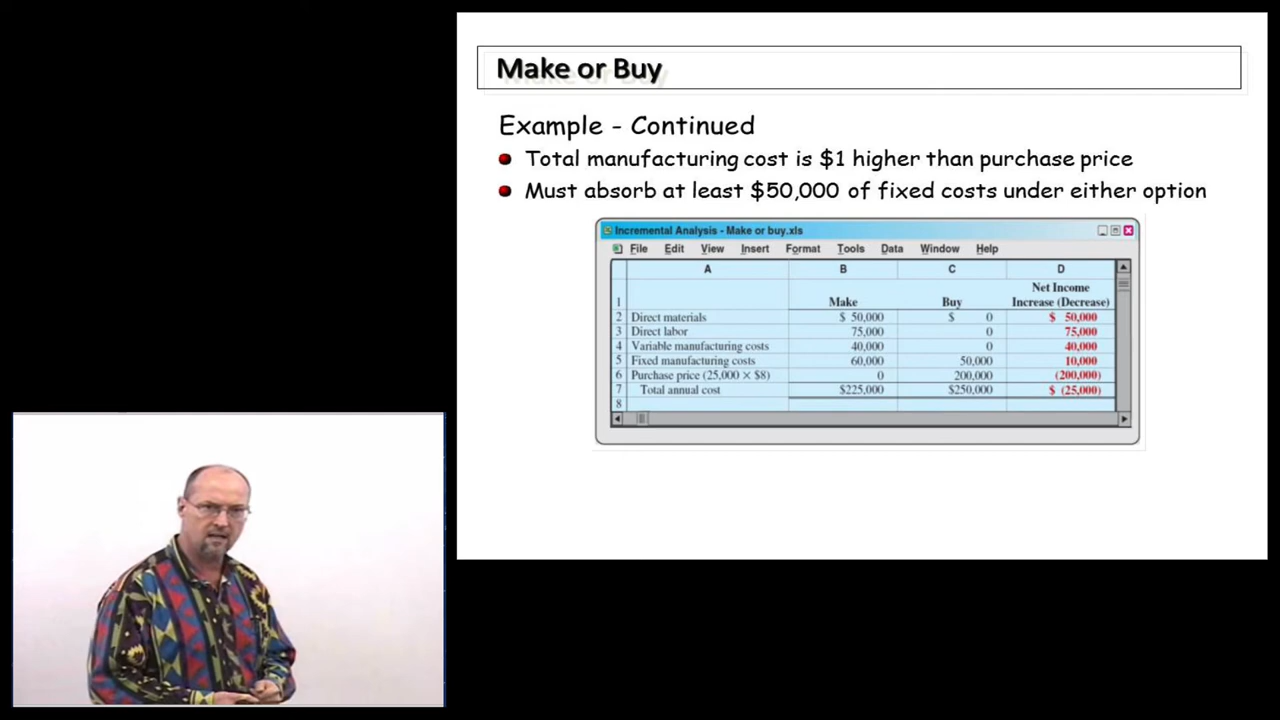 Make or Buy
Example - Continued
Total manufacturing cost is $1 higher than purchase price
Must absorb at least $50,000 of fixed costs under either option
Incremental Analysis - Make or buy.xls
File Edit View Insert Format Tools Data Window Help
A B C D
Net Income
1 Make Buy Increase (Decrease)
2 Direct materials $ 50,000 $ 0 $ 50,000
3 Direct labor 75,000 0 75,000
4 Variable manufacturing costs 40,000 0 40,000
5 Fixed manufacturing costs 60,000 50,000 10,000
6 Purchase price (25,000 × $8) 0 200,000 (200,000)
7 Total annual cost $225,000 $250,000 $ (25,000)
8